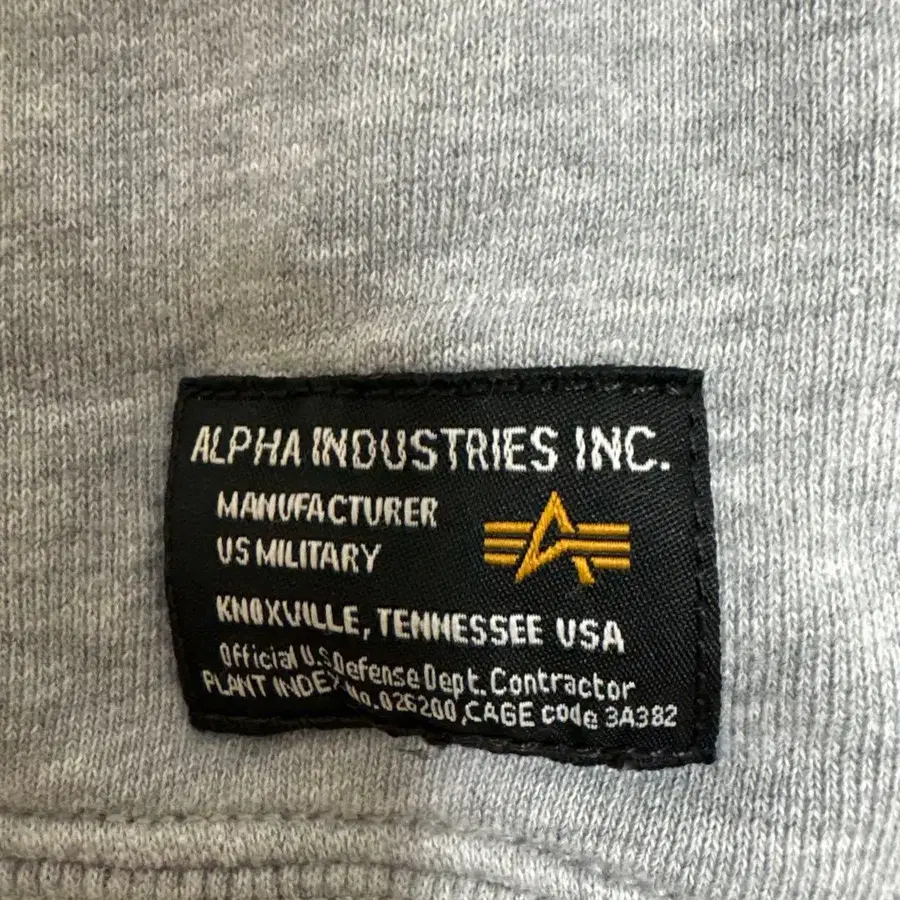 ALPHA INDUSTRIES INC.
MANUFACTURER
US MILITARY
KNOXVILLE, TENNESSEE USA
Official U.S Defense Dept. Contractor
PLANT INDEX No. 026200, CAGE code 3A382